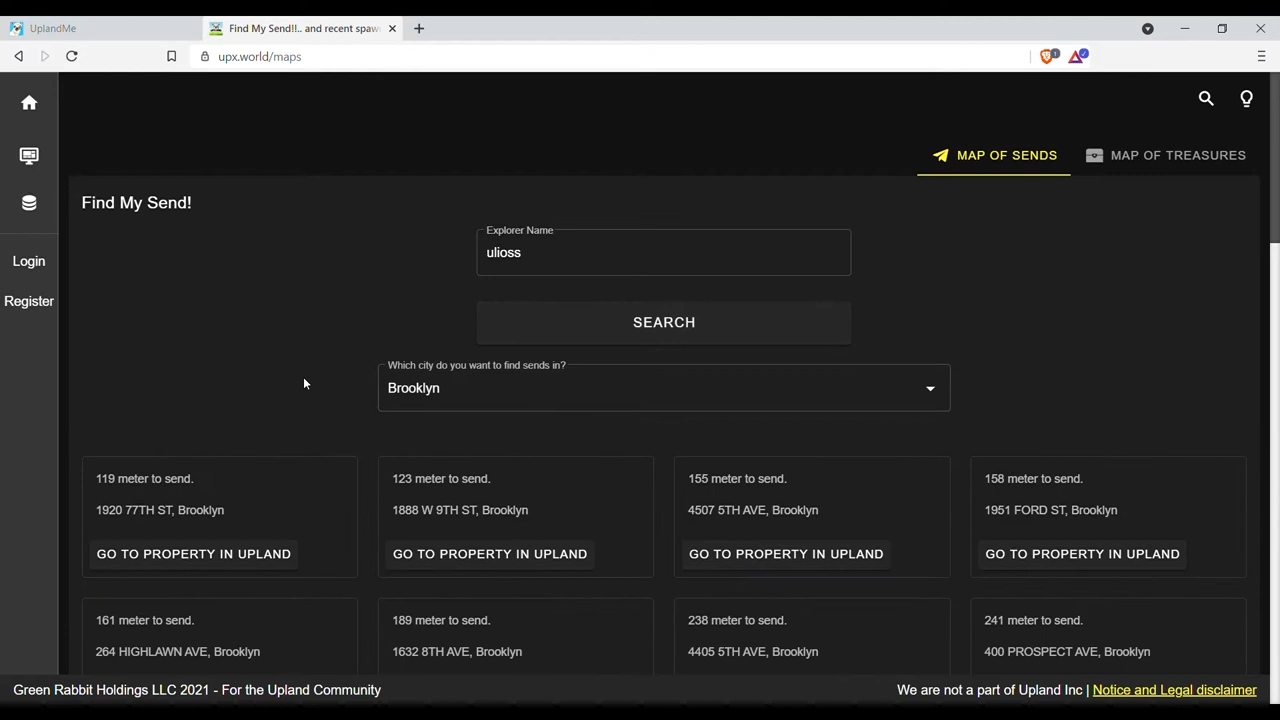 UplandMe
Find My Send!!.. and recent spaw
upx.world/maps
1
MAP OF SENDS
MAP OF TREASURES
Find My Send!
Explorer Name
ulioss
Login
Register
SEARCH
Which city do you want to find sends in?
Brooklyn
119 meter to send.
1920 77TH ST, Brooklyn
GO TO PROPERTY IN UPLAND
123 meter to send.
1888 W 9TH ST, Brooklyn
GO TO PROPERTY IN UPLAND
155 meter to send.
4507 5TH AVE, Brooklyn
GO TO PROPERTY IN UPLAND
158 meter to send.
1951 FORD ST, Brooklyn
GO TO PROPERTY IN UPLAND
161 meter to send.
264 HIGHLAWN AVE, Brooklyn
189 meter to send.
1632 8TH AVE, Brooklyn
238 meter to send.
4405 5TH AVE, Brooklyn
241 meter to send.
400 PROSPECT AVE, Brooklyn
Green Rabbit Holdings LLC 2021 - For the Upland Community
We are not a part of Upland Inc | Notice and Legal disclaimer